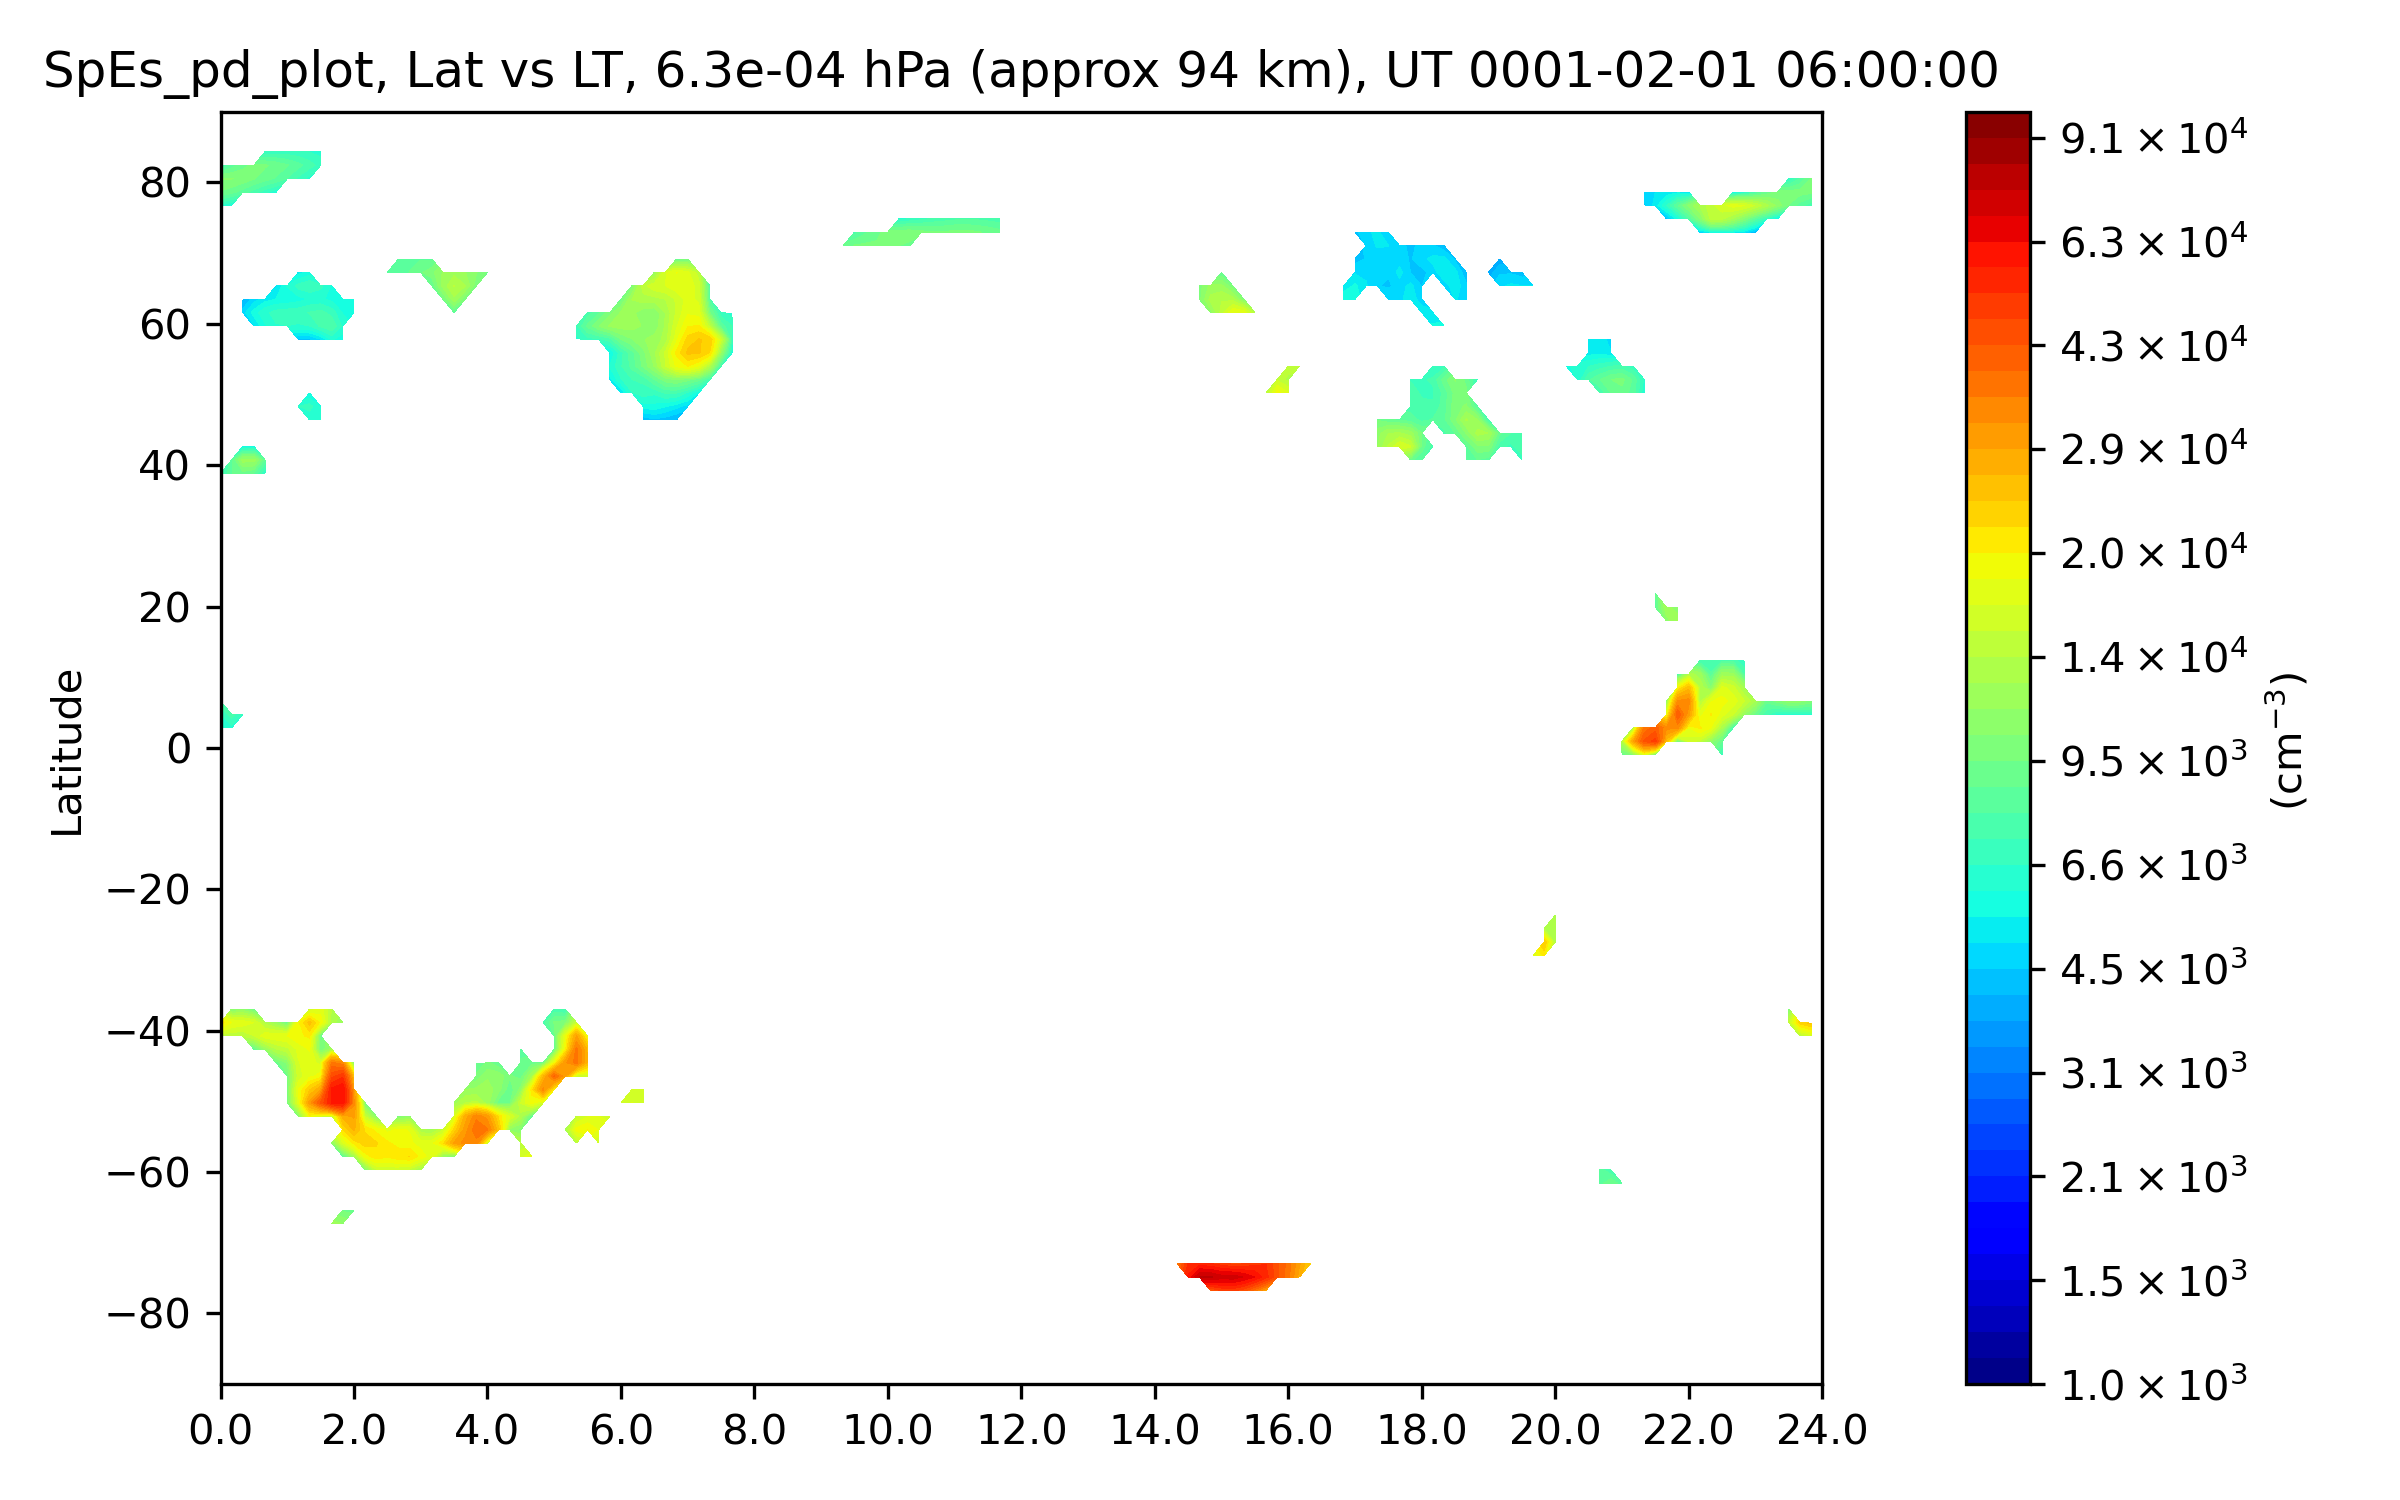 SpEs_pd_plot, Lat vs LT, 6.3e-04 hPa (approx 94 km), UT 0001-02-01 06:00:00
Latitude
80
60
40
20
0
−20
−40
−60
−80
0.0 2.0 4.0 6.0 8.0 10.0 12.0 14.0 16.0 18.0 20.0 22.0 24.0
9.1 × 10⁴
6.3 × 10⁴
4.3 × 10⁴
2.9 × 10⁴
2.0 × 10⁴
1.4 × 10⁴
9.5 × 10³
6.6 × 10³
4.5 × 10³
3.1 × 10³
2.1 × 10³
1.5 × 10³
1.0 × 10³
(cm⁻³)